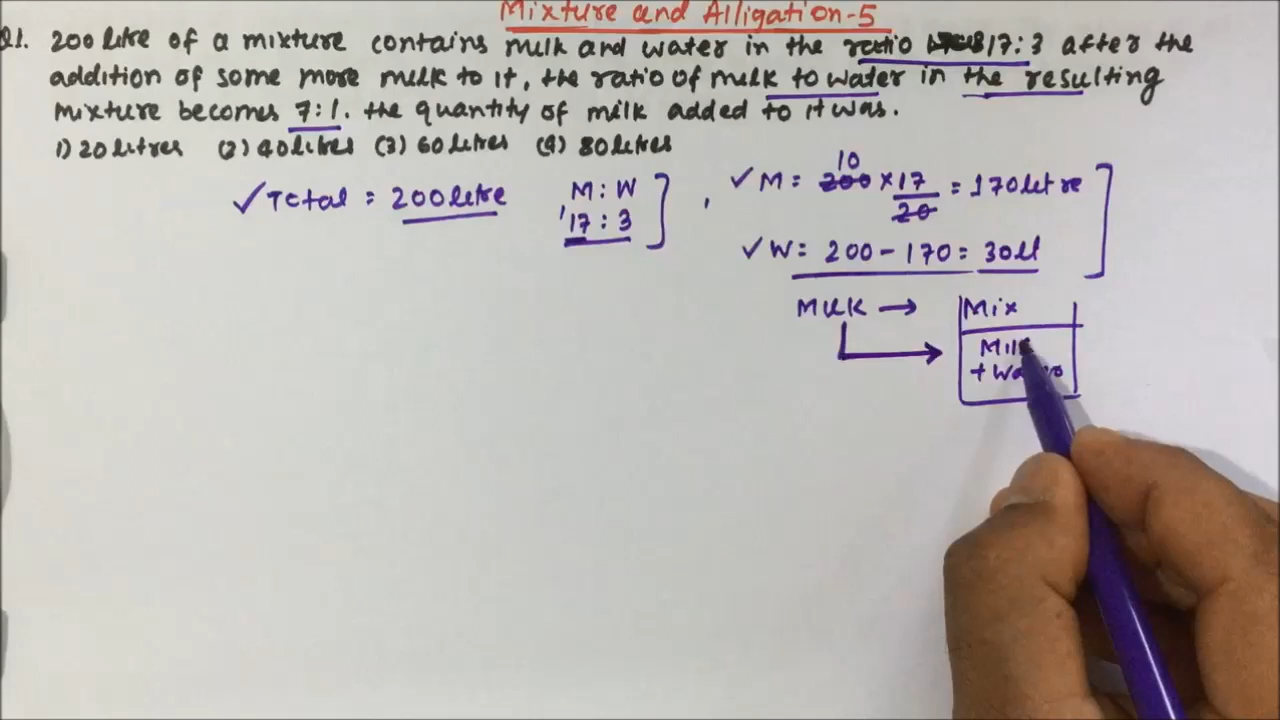 Mixture and Alligation-5
Q1. 200 litre of a mixture contains milk and water in the ratio 17:3 after the
addition of some more milk to it, the ratio of milk to water in the resulting
mixture becomes 7:1. the quantity of milk added to it was.
1) 20 litres (2) 40 litres (3) 60 litres (4) 80 litres
✓ Total = 200 litre
M:W
17:3
10
✓ M = 200 × 17/20 = 170 litre
✓ W = 200 - 170 = 30 lt
Milk → Mix
Milk
+